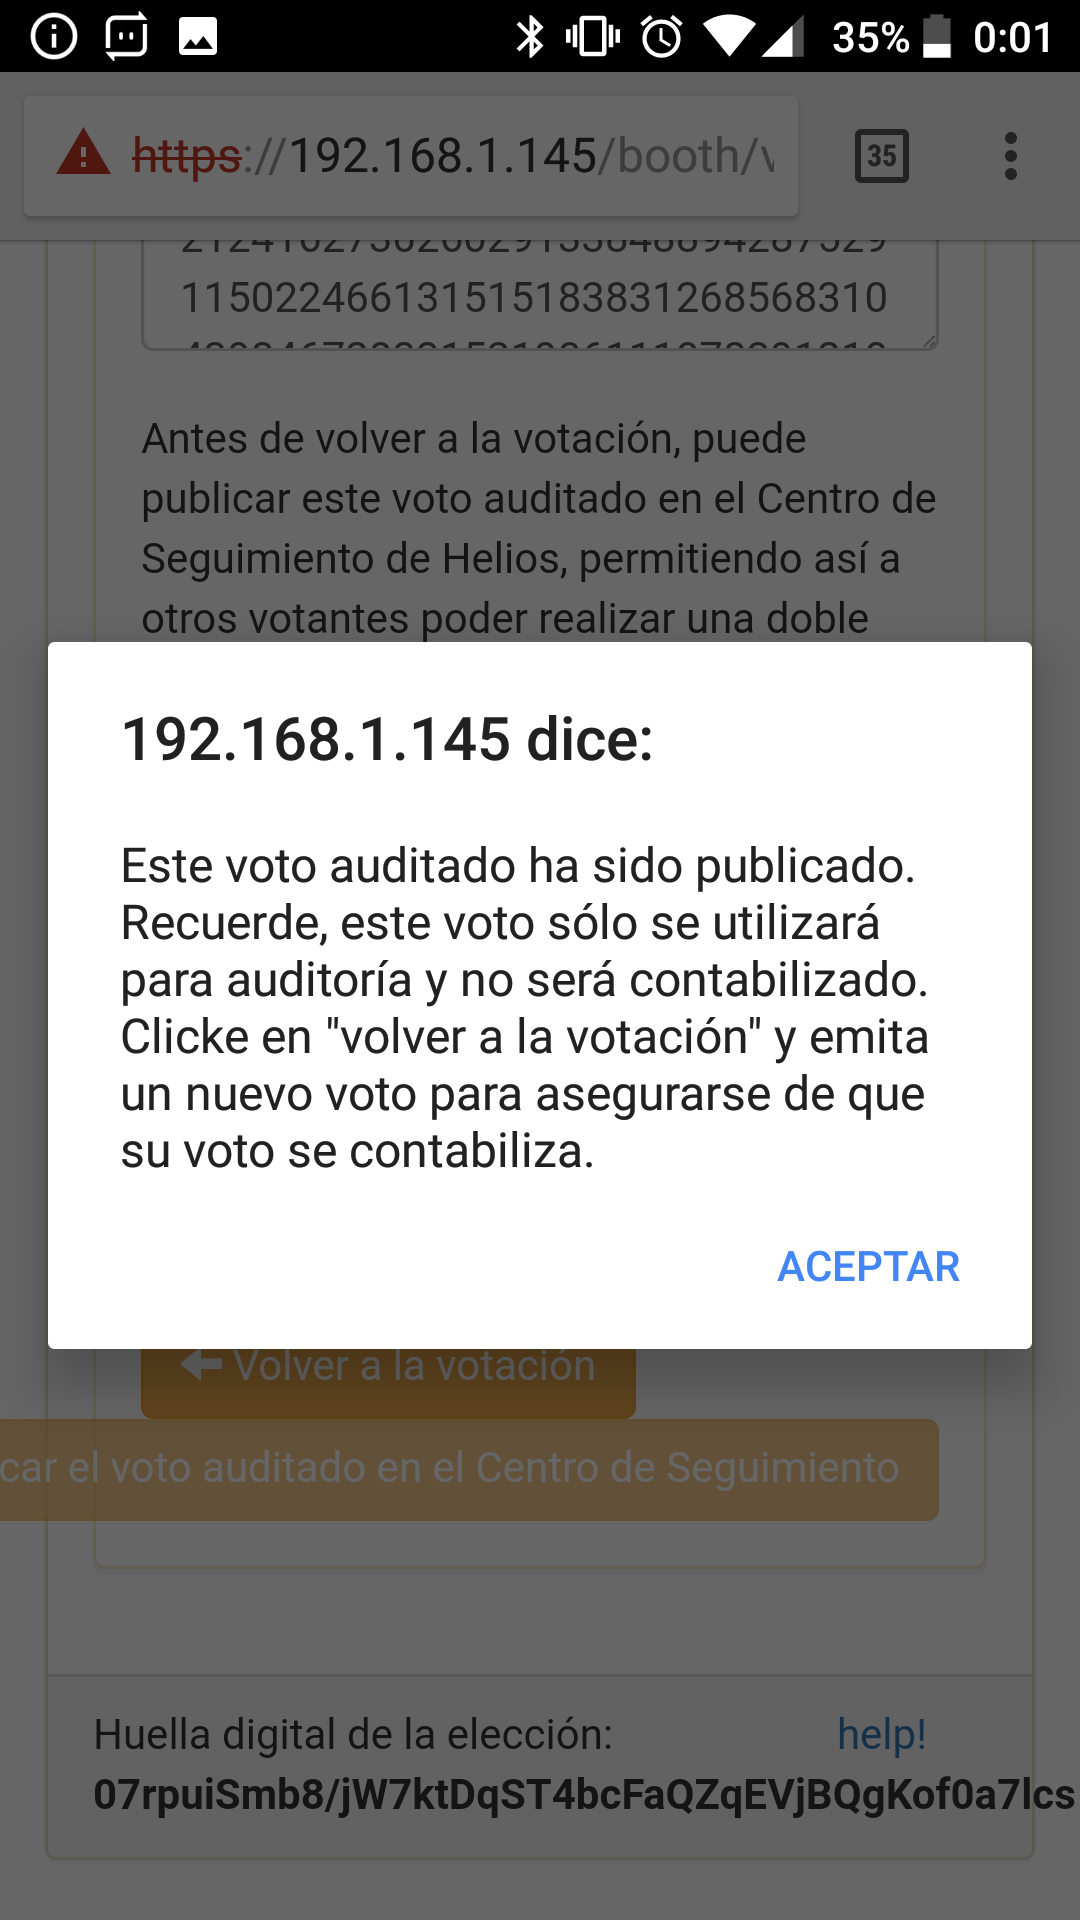 35% 0:01
https://192.168.1.145/booth/v
35
115022466131515183831268568310
Antes de volver a la votación, puede
publicar este voto auditado en el Centro de
Seguimiento de Helios, permitiendo así a
otros votantes poder realizar una doble
192.168.1.145 dice:
Este voto auditado ha sido publicado.
Recuerde, este voto sólo se utilizará
para auditoría y no será contabilizado.
Clicke en "volver a la votación" y emita
un nuevo voto para asegurarse de que
su voto se contabiliza.
ACEPTAR
Volver a la votación
car el voto auditado en el Centro de Seguimiento
Huella digital de la elección:
help!
07rpuiSmb8/jW7ktDqST4bcFaQZqEVjBQgKof0a7lcs